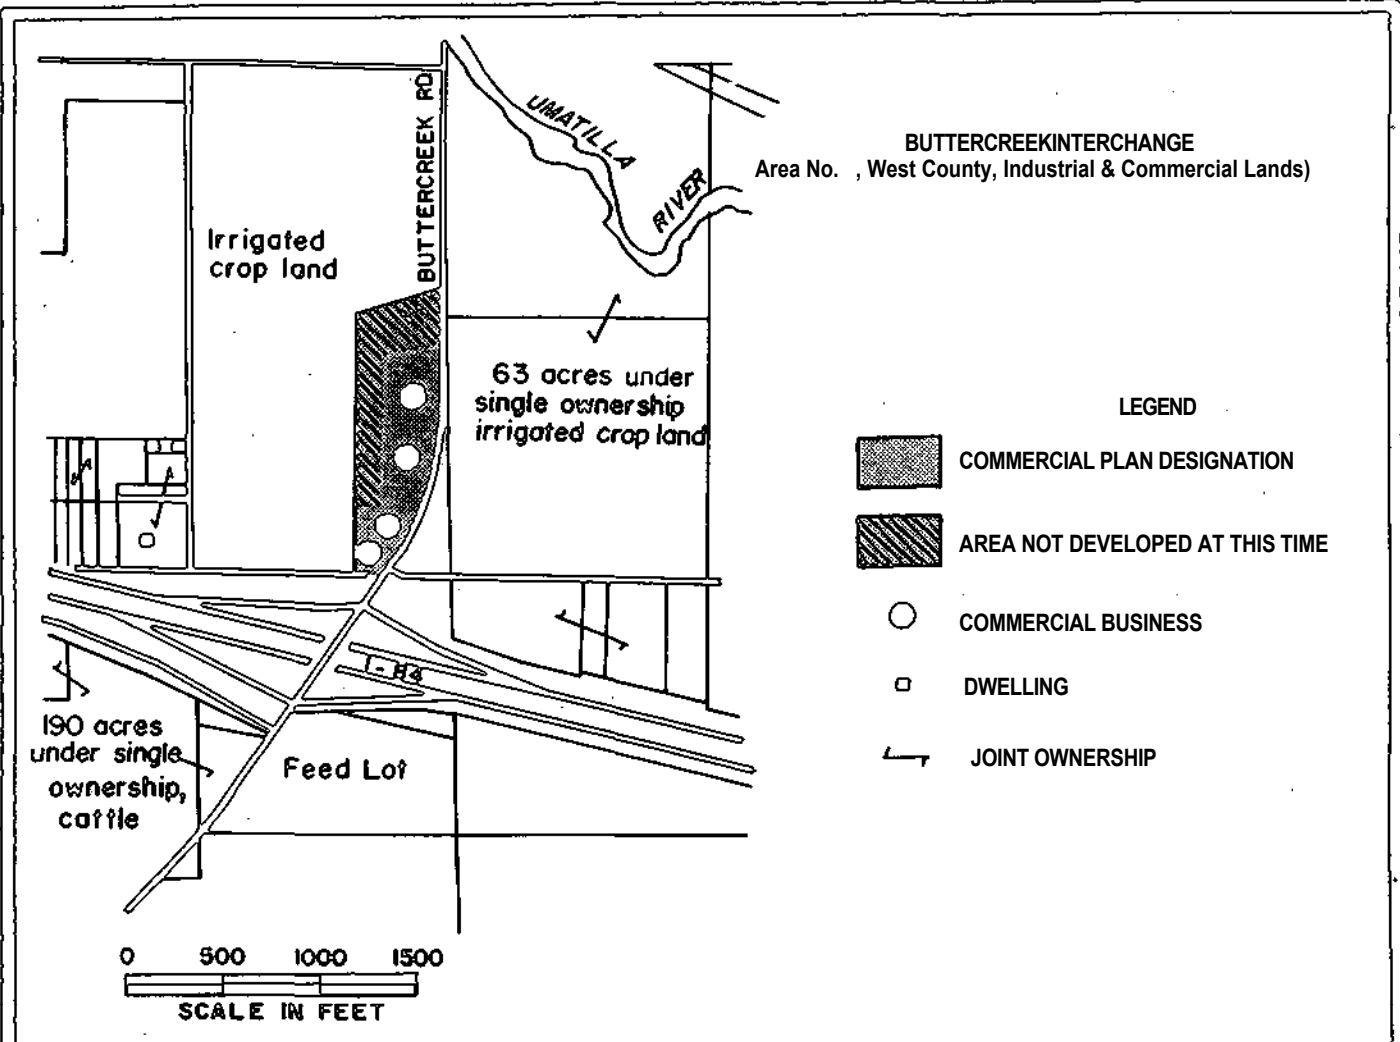 BUTTERCREEKINTERCHANGE
Area No. , West County, Industrial & Commercial Lands)
BUTTERCREEK RD
UMATILLA
RIVER
Irrigated
crop land
63 acres under
single ownership
irrigated crop land
LEGEND
COMMERCIAL PLAN DESIGNATION
AREA NOT DEVELOPED AT THIS TIME
COMMERCIAL BUSINESS
DWELLING
JOINT OWNERSHIP
I-84
190 acres
under single
ownership,
cattle
Feed Lot
0 500 1000 1500
SCALE IN FEET